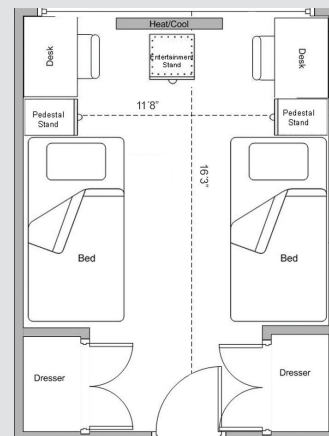 Heat/Cool
Desk
Entertainment
Stand
Desk
Pedestal
Stand
11'8"
Pedestal
Stand
16'3"
Bed
Bed
Dresser
Dresser